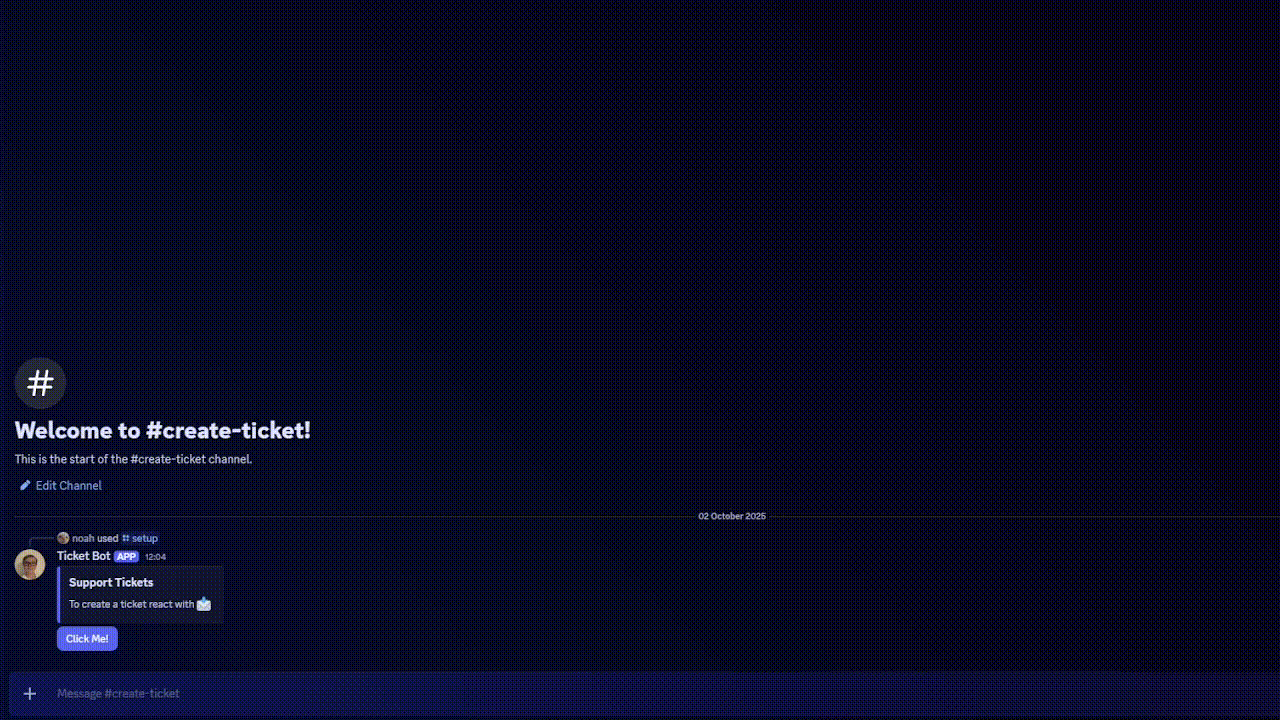 #
Welcome to #create-ticket!
This is the start of the #create-ticket channel.
Edit Channel
02 October 2025
noah used setup
Ticket Bot APP 12:04
Support Tickets
To create a ticket react with 📩
Click Me!
+ Message #create-ticket